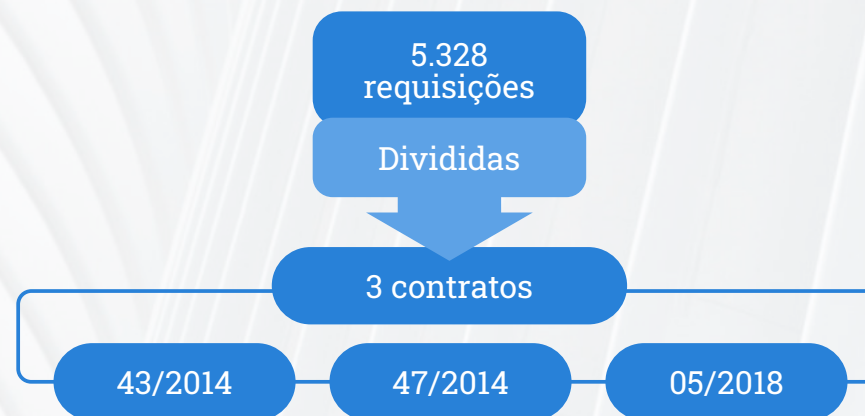 5.328
requisições
Divididas
3 contratos
43/2014
47/2014
05/2018